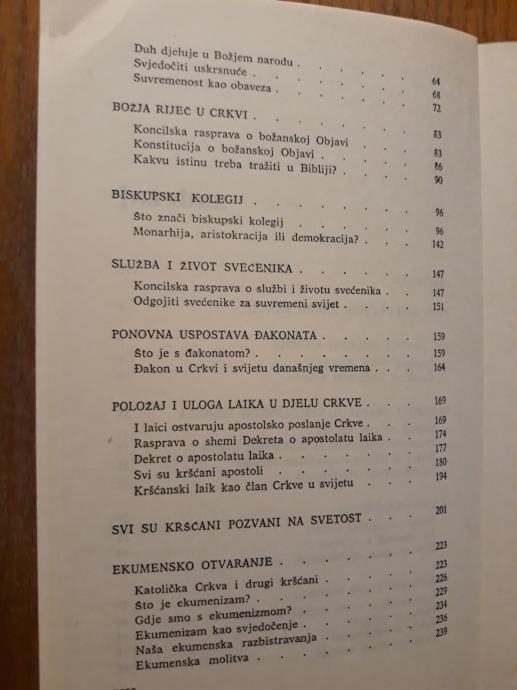 Duh djeluje u Božjem narodu . . . . . 64
Svjedočiti uskrsnuće . . . . . . . 68
Suvremenost kao obaveza . . . . . . 72
BOŽJA RIJEČ U CRKVI . . . . . . . 83
Koncilska rasprava o božanskoj Objavi . . . 83
Konstitucija o božanskoj Objavi . . . . . 86
Kakvu istinu treba tražiti u Bibliji? . . . . 90
BISKUPSKI KOLEGIJ . . . . . . . . 96
Što znači biskupski kolegij . . . . . . 96
Monarhija, aristokracija ili demokracija? . . . 142
SLUŽBA I ŽIVOT SVEĆENIKA . . . . . 147
Koncilska rasprava o službi i životu svećenika . . 147
Odgojiti svećenike za suvremeni svijet . . . . 151
PONOVNA USPOSTAVA ĐAKONATA . . . . . 159
Što je s đakonatom? . . . . . . . 159
Đakon u Crkvi i svijetu današnjeg vremena . . . 164
POLOŽAJ I ULOGA LAIKA U DJELU CRKVE . . . 169
I laici ostvaruju apostolsko poslanje Crkve . . . 169
Rasprava o shemi Dekreta o apostolatu laika . . 174
Dekret o apostolatu laika . . . . . . 177
Svi su kršćani apostoli . . . . . . 180
Kršćanski laik kao član Crkve u svijetu . . . 194
SVI SU KRŠĆANI POZVANI NA SVETOST . . . 201
EKUMENSKO OTVARANJE . . . . . . . 223
Katolička Crkva i drugi kršćani . . . . . 223
Što je ekumenizam? . . . . . . . 226
Gdje smo s ekumenizmom? . . . . . . 229
Ekumenizam kao svjedočenje . . . . . 234
Naša ekumenska razbistravanja . . . . . 236
Ekumenska molitva . . . . . . . 239